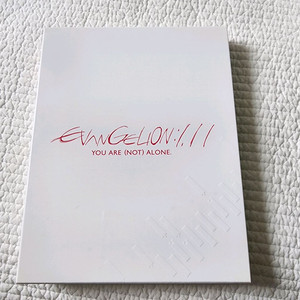 EVANGELION:1.11
YOU ARE (NOT) ALONE.